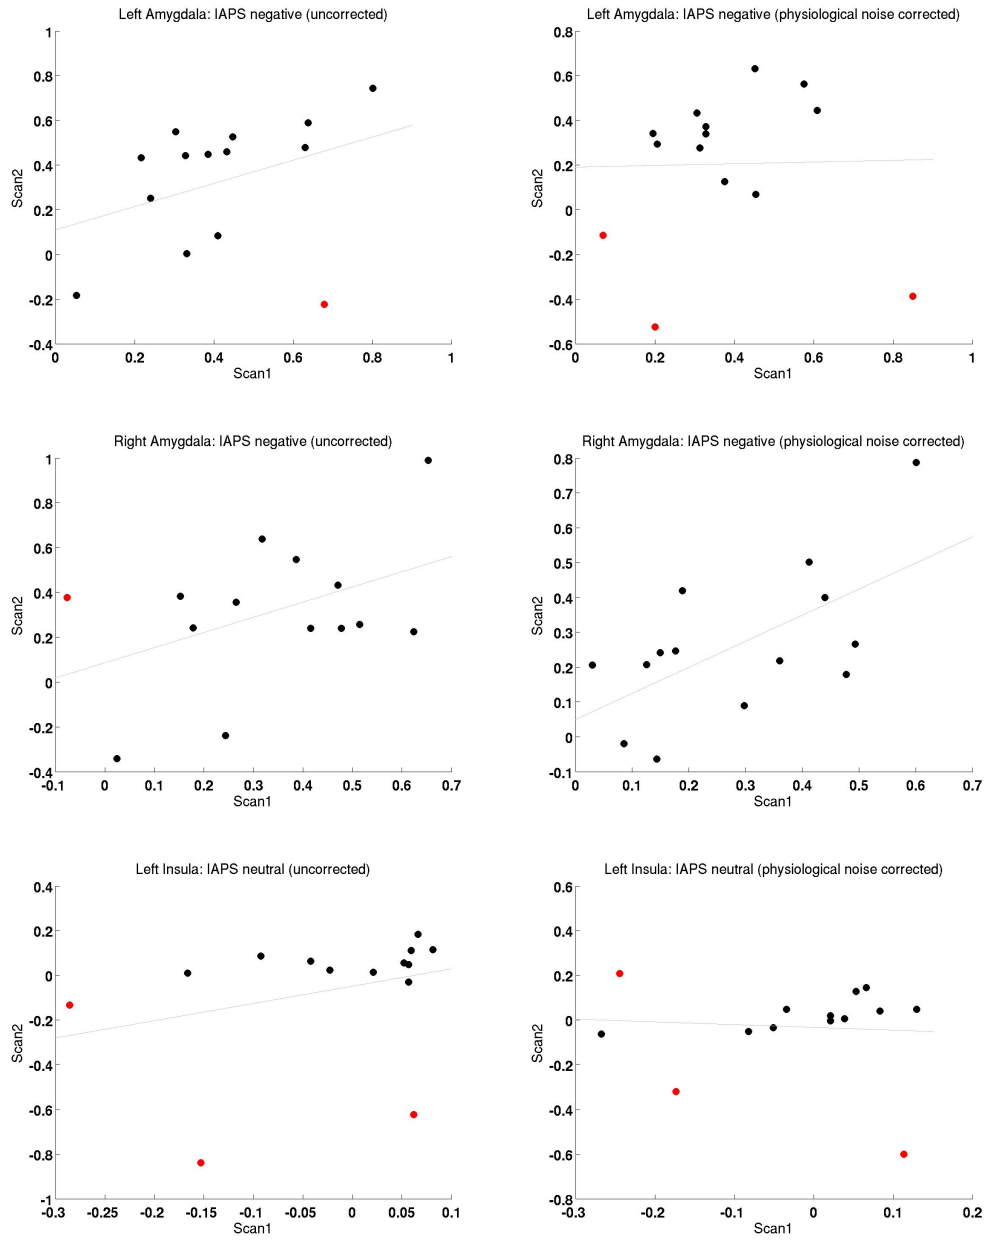 Left Amygdala: IAPS negative (uncorrected)
1
0.8
0.6
0.4
0.2
0
-0.2
-0.4
Scan2
0 0.2 0.4 0.6 0.8 1
Scan1
Left Amygdala: IAPS negative (physiological noise corrected)
0.8
0.6
0.4
0.2
0
-0.2
-0.4
-0.6
Scan2
0 0.2 0.4 0.6 0.8 1
Scan1
Right Amygdala: IAPS negative (uncorrected)
1
0.8
0.6
0.4
0.2
0
-0.2
-0.4
Scan2
-0.1 0 0.1 0.2 0.3 0.4 0.5 0.6 0.7
Scan1
Right Amygdala: IAPS negative (physiological noise corrected)
0.8
0.7
0.6
0.5
0.4
0.3
0.2
0.1
0
-0.1
Scan2
0 0.1 0.2 0.3 0.4 0.5 0.6 0.7
Scan1
Left Insula: IAPS neutral (uncorrected)
0.4
0.2
0
-0.2
-0.4
-0.6
-0.8
-1
Scan2
-0.3 -0.25 -0.2 -0.15 -0.1 -0.05 0 0.05 0.1
Scan1
Left Insula: IAPS neutral (physiological noise corrected)
0.6
0.4
0.2
0
-0.2
-0.4
-0.6
-0.8
Scan2
-0.3 -0.2 -0.1 0 0.1 0.2
Scan1